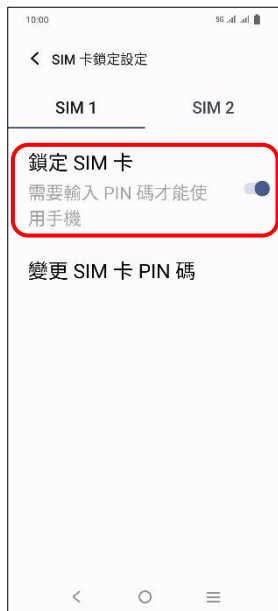 10:00
5G
SIM 卡鎖定設定
SIM 1 SIM 2
鎖定 SIM 卡
需要輸入 PIN 碼才能使
用手機
變更 SIM 卡 PIN 碼